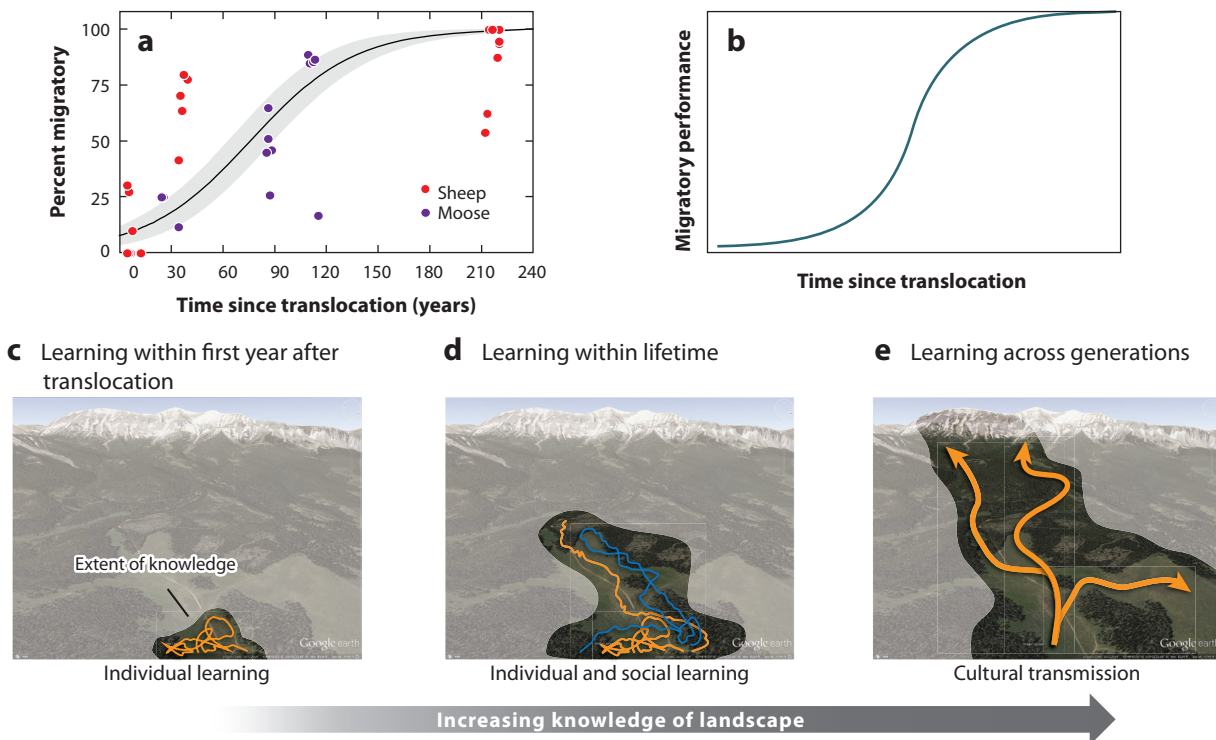 a
100
75
50
25
0
Percent migratory
Sheep
Moose
0 30 60 90 120 150 180 210 240
Time since translocation (years)
b
Migratory performance
Time since translocation
c Learning within first year after
translocation
Extent of knowledge
Google earth
Individual learning
d Learning within lifetime
Google earth
Individual and social learning
e Learning across generations
Google earth
Cultural transmission
Increasing knowledge of landscape